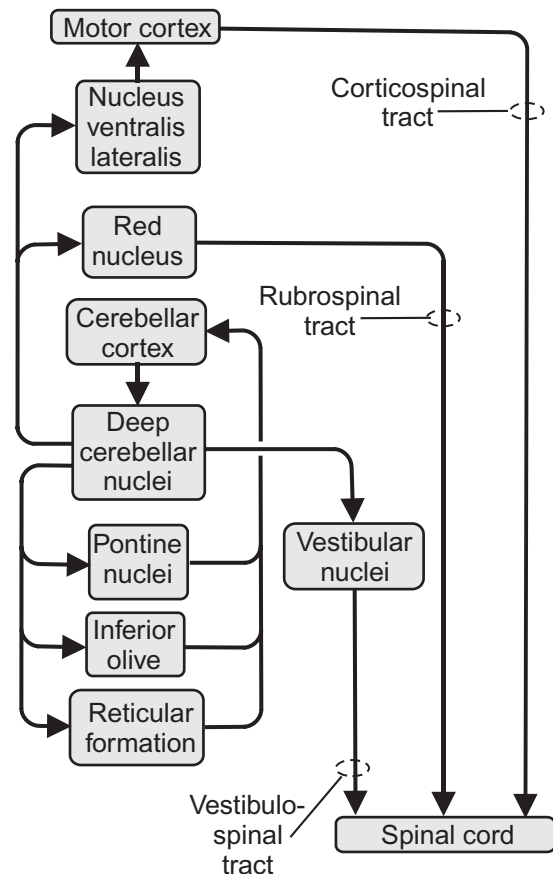 Motor cortex
Corticospinal
tract
Nucleus
ventralis
lateralis
Red
nucleus
Rubrospinal
tract
Cerebellar
cortex
Deep
cerebellar
nuclei
Pontine
nuclei
Vestibular
nuclei
Inferior
olive
Reticular
formation
Vestibulo-
spinal
tract
Spinal cord